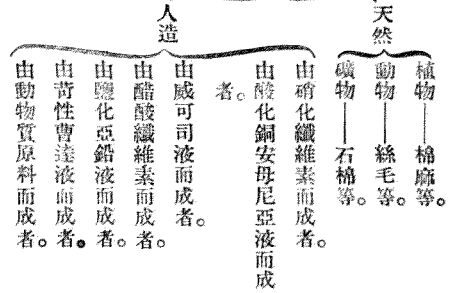 天然
植物——棉麻等。
動物——絲毛等。
礦物——石棉等。
人造
由硝化纖維素而成者。
由酸化銅安母尼亞液而成
者。
由威可司液而成者。
由醋酸纖維素而成者。
由鹽化亞鉛液而成者。
由苛性曹達液而成者。
由動物質原料而成者。